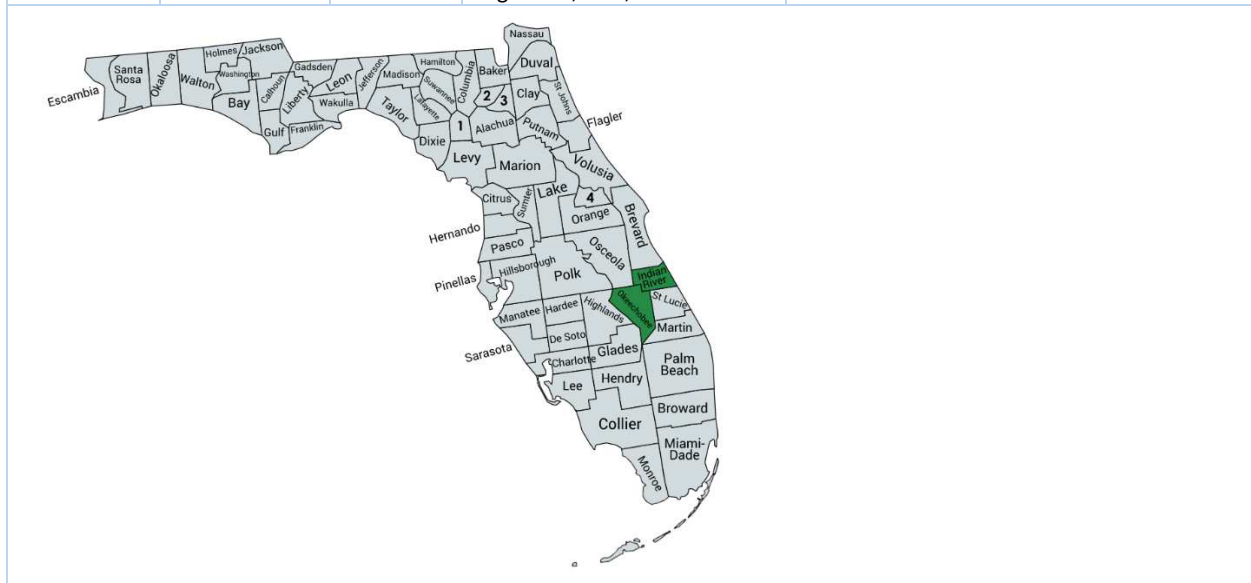 Nassau
Holmes
Jackson
Santa
Rosa
Okaloosa
Walton
Washington
Escambia
Bay
Calhoun
Gulf
Gadsden
Liberty
Franklin
Leon
Wakulla
Jefferson
Madison
Taylor
Hamilton
Suwannee
Lafayette
Columbia
Baker
Duval
2
3
Clay
St Johns
1
Alachua
Putnam
Flagler
Dixie
Levy
Marion
Volusia
Citrus
Sumter
Lake
4
Orange
Brevard
Hernando
Pasco
Osceola
Pinellas
Hillsborough
Polk
Indian
River
Okeechobee
St Lucie
Manatee
Hardee
Highlands
Martin
Sarasota
De Soto
Charlotte
Glades
Palm
Beach
Lee
Hendry
Broward
Collier
Miami-
Dade
Monroe